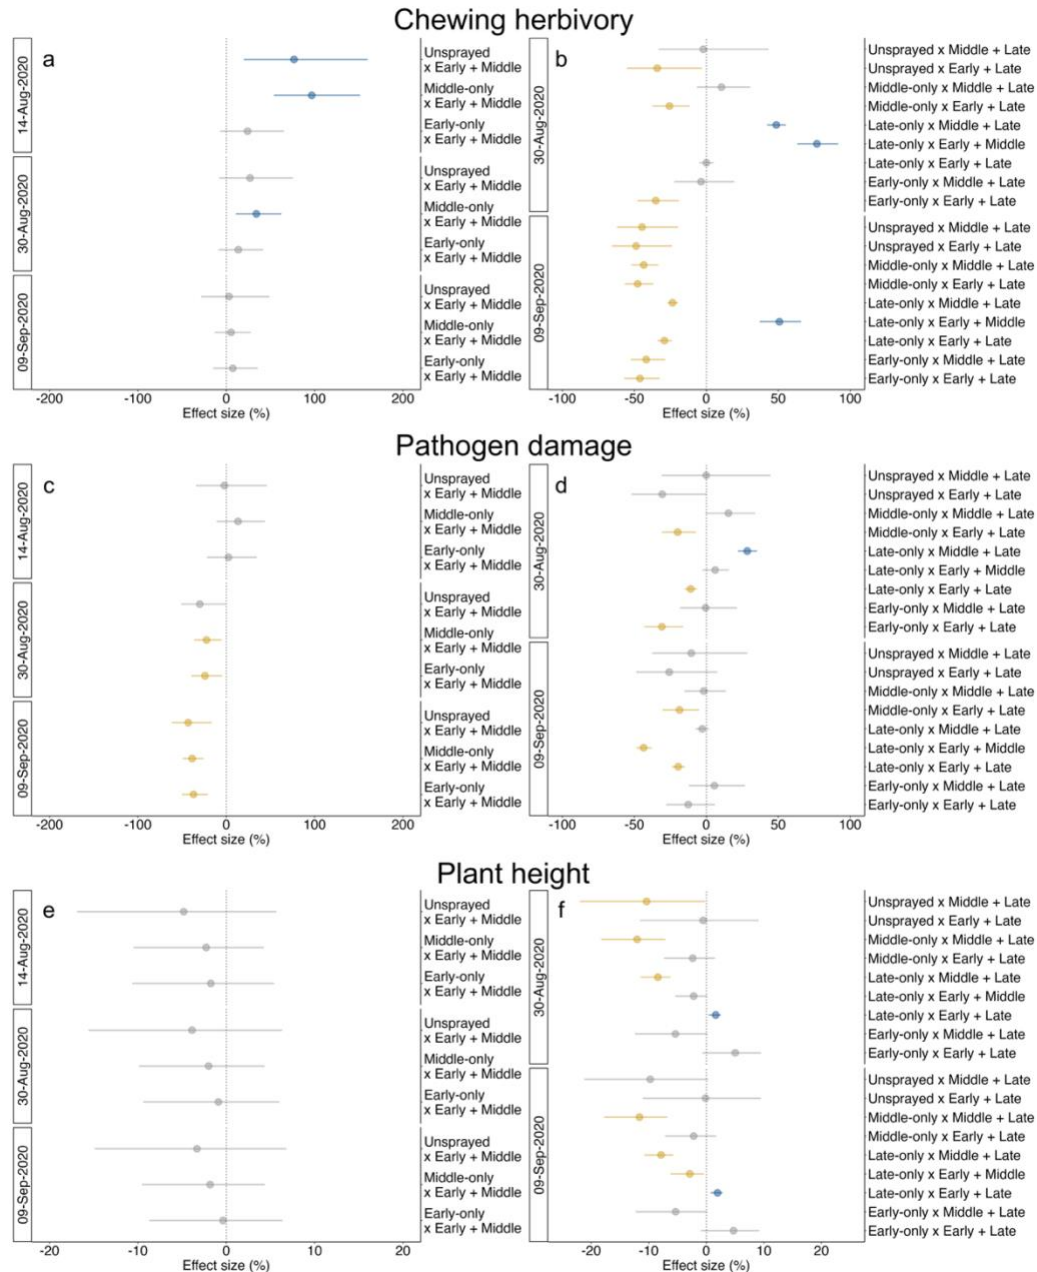 Chewing herbivory
a
14-Aug-2020
Unsprayed
x Early + Middle
Middle-only
x Early + Middle
Early-only
x Early + Middle
30-Aug-2020
Unsprayed
x Early + Middle
Middle-only
x Early + Middle
Early-only
x Early + Middle
09-Sep-2020
Unsprayed
x Early + Middle
Middle-only
x Early + Middle
Early-only
x Early + Middle
-200 -100 0 100 200
Effect size (%)
b
30-Aug-2020
Unsprayed x Middle + Late
Unsprayed x Early + Late
Middle-only x Middle + Late
Middle-only x Early + Late
Late-only x Middle + Late
Late-only x Early + Middle
Late-only x Early + Late
Early-only x Middle + Late
Early-only x Early + Late
09-Sep-2020
Unsprayed x Middle + Late
Unsprayed x Early + Late
Middle-only x Middle + Late
Middle-only x Early + Late
Late-only x Middle + Late
Late-only x Early + Middle
Late-only x Early + Late
Early-only x Middle + Late
Early-only x Early + Late
-100 -50 0 50 100
Effect size (%)
Pathogen damage
c
14-Aug-2020
Unsprayed
x Early + Middle
Middle-only
x Early + Middle
Early-only
x Early + Middle
30-Aug-2020
Unsprayed
x Early + Middle
Middle-only
x Early + Middle
Early-only
x Early + Middle
09-Sep-2020
Unsprayed
x Early + Middle
Middle-only
x Early + Middle
Early-only
x Early + Middle
-200 -100 0 100 200
Effect size (%)
d
30-Aug-2020
Unsprayed x Middle + Late
Unsprayed x Early + Late
Middle-only x Middle + Late
Middle-only x Early + Late
Late-only x Middle + Late
Late-only x Early + Middle
Late-only x Early + Late
Early-only x Middle + Late
Early-only x Early + Late
09-Sep-2020
Unsprayed x Middle + Late
Unsprayed x Early + Late
Middle-only x Middle + Late
Middle-only x Early + Late
Late-only x Middle + Late
Late-only x Early + Middle
Late-only x Early + Late
Early-only x Middle + Late
Early-only x Early + Late
-100 -50 0 50 100
Effect size (%)
Plant height
e
14-Aug-2020
Unsprayed
x Early + Middle
Middle-only
x Early + Middle
Early-only
x Early + Middle
30-Aug-2020
Unsprayed
x Early + Middle
Middle-only
x Early + Middle
Early-only
x Early + Middle
09-Sep-2020
Unsprayed
x Early + Middle
Middle-only
x Early + Middle
Early-only
x Early + Middle
-20 -10 0 10 20
Effect size (%)
f
30-Aug-2020
Unsprayed x Middle + Late
Unsprayed x Early + Late
Middle-only x Middle + Late
Middle-only x Early + Late
Late-only x Middle + Late
Late-only x Early + Middle
Late-only x Early + Late
Early-only x Middle + Late
Early-only x Early + Late
09-Sep-2020
Unsprayed x Middle + Late
Unsprayed x Early + Late
Middle-only x Middle + Late
Middle-only x Early + Late
Late-only x Middle + Late
Late-only x Early + Middle
Late-only x Early + Late
Early-only x Middle + Late
Early-only x Early + Late
-20 -10 0 10 20
Effect size (%)